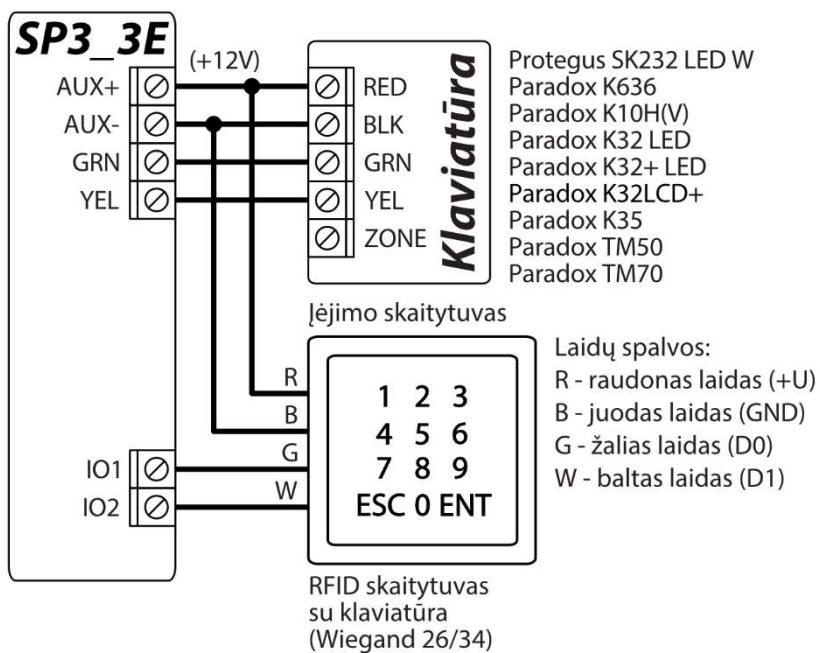 SP3_3E
(+12V)
AUX+
AUX-
GRN
YEL
IO1
IO2
RED
BLK
GRN
YEL
ZONE
Klaviatūra
Protegus SK232 LED W
Paradox K636
Paradox K10H(V)
Paradox K32 LED
Paradox K32+ LED
Paradox K32LCD+
Paradox K35
Paradox TM50
Paradox TM70
Įėjimo skaitytuvas
R
B
G
W
1 2 3
4 5 6
7 8 9
ESC 0 ENT
Laidų spalvos:
R - raudonas laidas (+U)
B - juodas laidas (GND)
G - žalias laidas (D0)
W - baltas laidas (D1)
RFID skaitytuvas
su klaviatūra
(Wiegand 26/34)